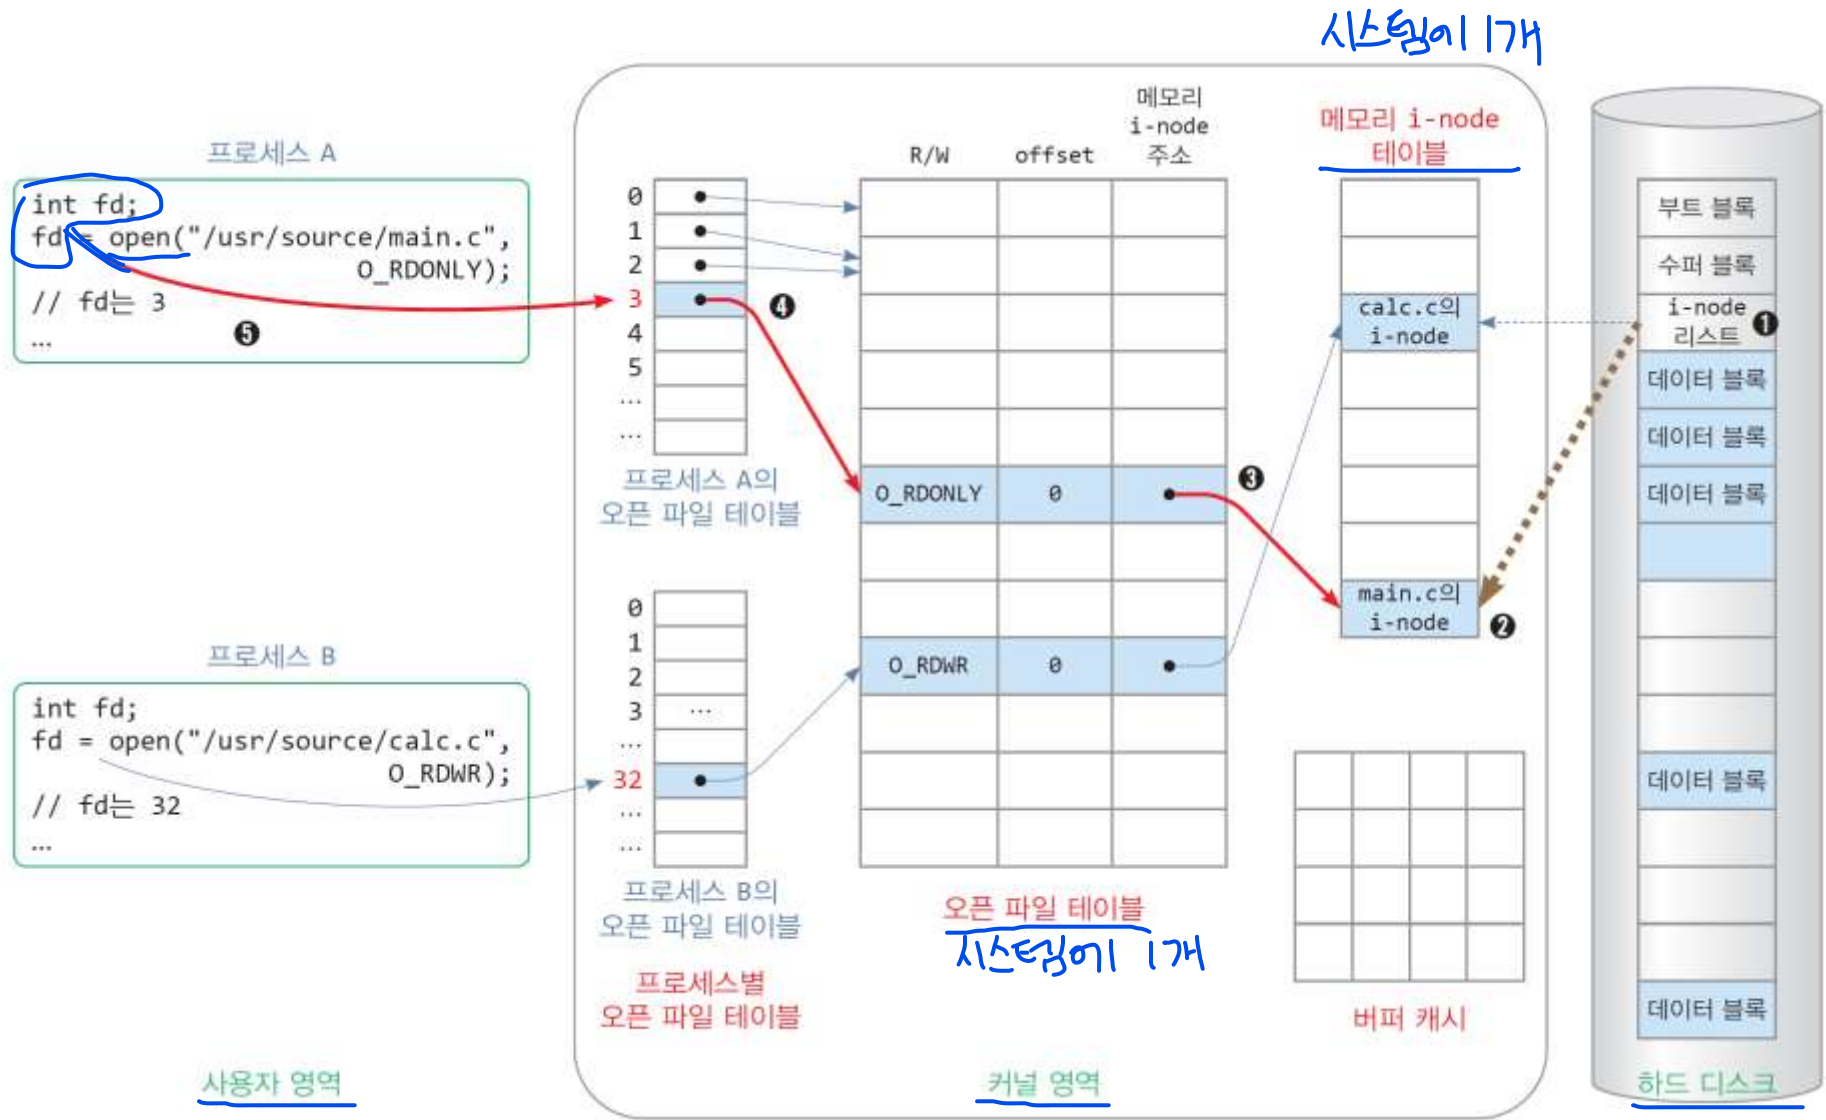 시스템에 1개
프로세스 A
int fd;
fd = open("/usr/source/main.c",
O_RDONLY);
// fd는 3
...
❺
프로세스 B
int fd;
fd = open("/usr/source/calc.c",
O_RDWR);
// fd는 32
...
사용자 영역
0
1
2
3
4
5
...
...
❹
프로세스 A의
오픈 파일 테이블
0
1
2
3
...
...
32
...
...
프로세스 B의
오픈 파일 테이블
프로세스별
오픈 파일 테이블
R/W
offset
메모리
i-node
주소
O_RDONLY
0
❸
O_RDWR
0
오픈 파일 테이블
시스템에 1개
커널 영역
메모리 i-node
테이블
calc.c의
i-node
main.c의
i-node
❷
버퍼 캐시
부트 블록
수퍼 블록
i-node
리스트
❶
데이터 블록
데이터 블록
데이터 블록
데이터 블록
데이터 블록
하드 디스크